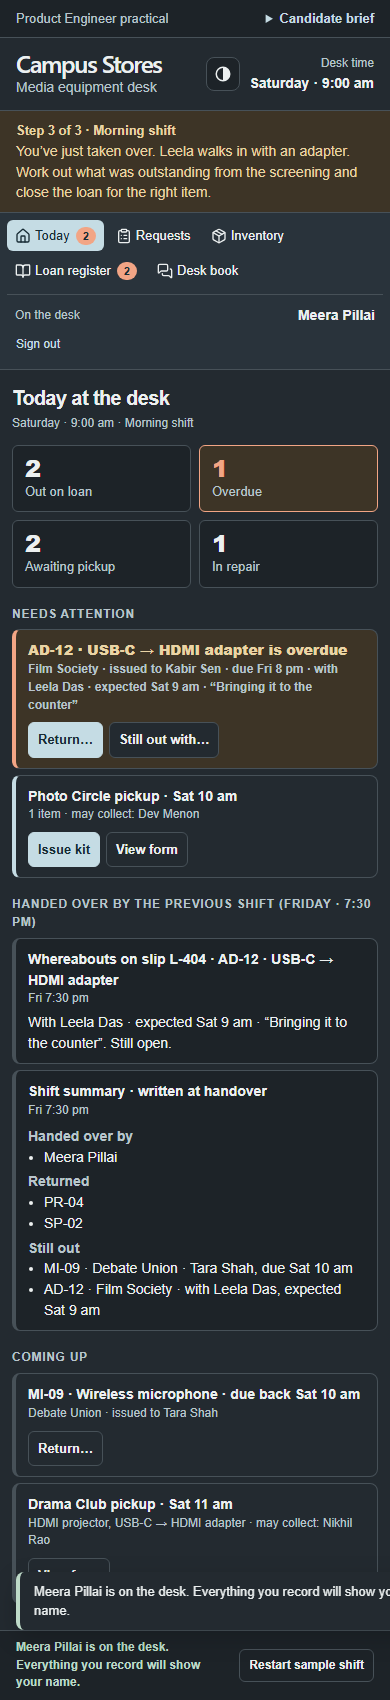 Product Engineer practical
▶ Candidate brief
Campus Stores
Media equipment desk
Desk time
Saturday · 9:00 am
Step 3 of 3 · Morning shift
You've just taken over. Leela walks in with an adapter.
Work out what was outstanding from the screening and
close the loan for the right item.
Today 2
Requests
Inventory
Loan register 2
Desk book
On the desk
Meera Pillai
Sign out
Today at the desk
Saturday · 9:00 am · Morning shift
2
Out on loan
1
Overdue
2
Awaiting pickup
1
In repair
NEEDS ATTENTION
AD-12 · USB-C → HDMI adapter is overdue
Film Society · issued to Kabir Sen · due Fri 8 pm · with
Leela Das · expected Sat 9 am · “Bringing it to the
counter”
Return…
Still out with…
Photo Circle pickup · Sat 10 am
1 item · may collect: Dev Menon
Issue kit
View form
HANDED OVER BY THE PREVIOUS SHIFT (FRIDAY · 7:30
PM)
Whereabouts on slip L-404 · AD-12 · USB-C →
HDMI adapter
Fri 7:30 pm
With Leela Das · expected Sat 9 am · “Bringing it to
the counter”. Still open.
Shift summary · written at handover
Fri 7:30 pm
Handed over by
• Meera Pillai
Returned
• PR-04
• SP-02
Still out
• MI-09 · Debate Union · Tara Shah, due Sat 10 am
• AD-12 · Film Society · with Leela Das, expected
Sat 9 am
COMING UP
MI-09 · Wireless microphone · due back Sat 10 am
Debate Union · issued to Tara Shah
Return…
Drama Club pickup · Sat 11 am
HDMI projector, USB-C → HDMI adapter · may collect: Nikhil
Rao
Meera Pillai is on the desk. Everything you record will show
name.
Meera Pillai is on the desk.
Everything you record will show
your name.
Restart sample shift